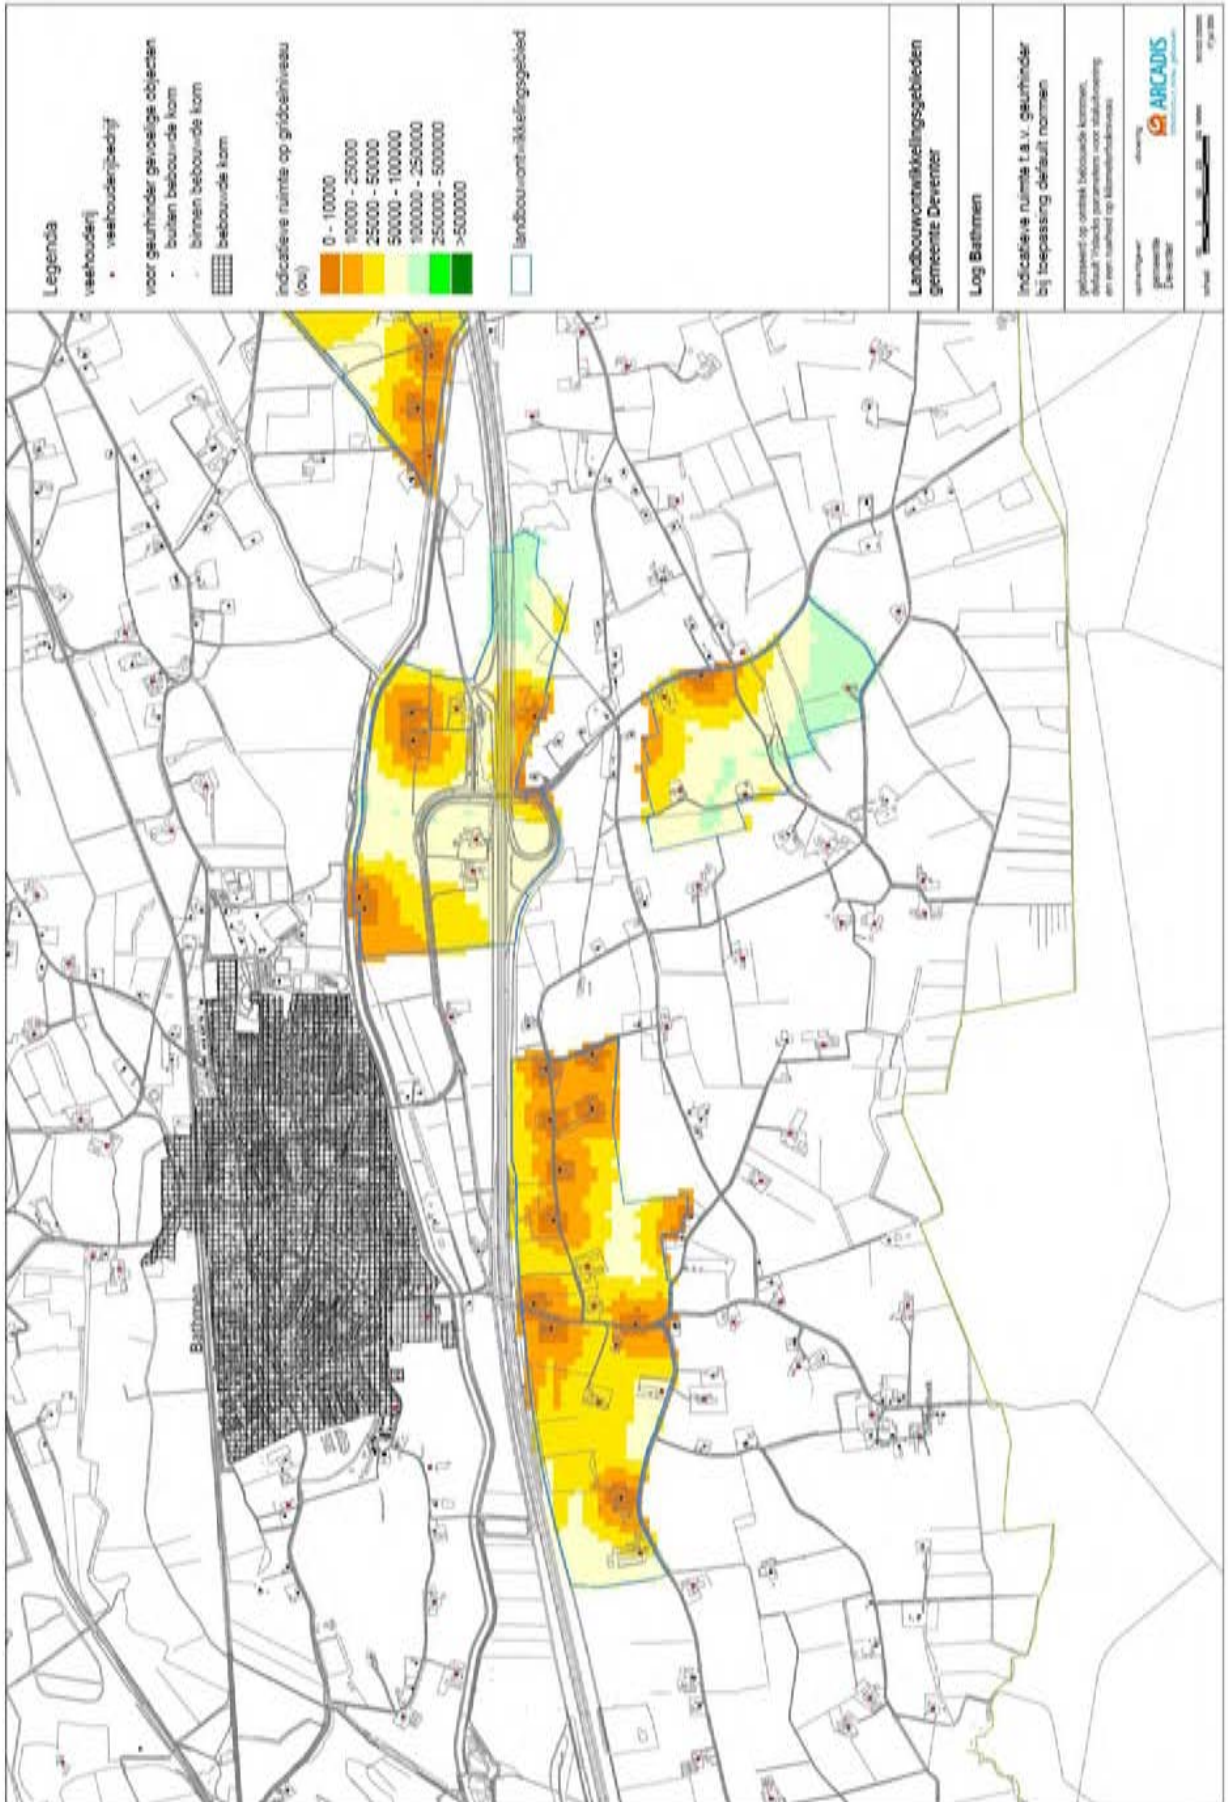 Legenda
veehouderij
veehouderijbedrijf
voor geurhinder gevoelige objecten
buiten bebouwde kom
binnen bebouwde kom
bebouwde kom
indicatieve ruimte op gridcelniveau
(ou)
0 - 10000
10000 - 25000
25000 - 50000
50000 - 100000
100000 - 250000
250000 - 500000
>500000
landbouwontwikkelingsgebied
Landbouwontwikkelingsgebieden
gemeente Deventer
Log Bathmen
Indicatieve ruimte t.a.v. geurhinder
bij toepassing default normen
gemeente
Deventer
ARCADIS
Bathmen